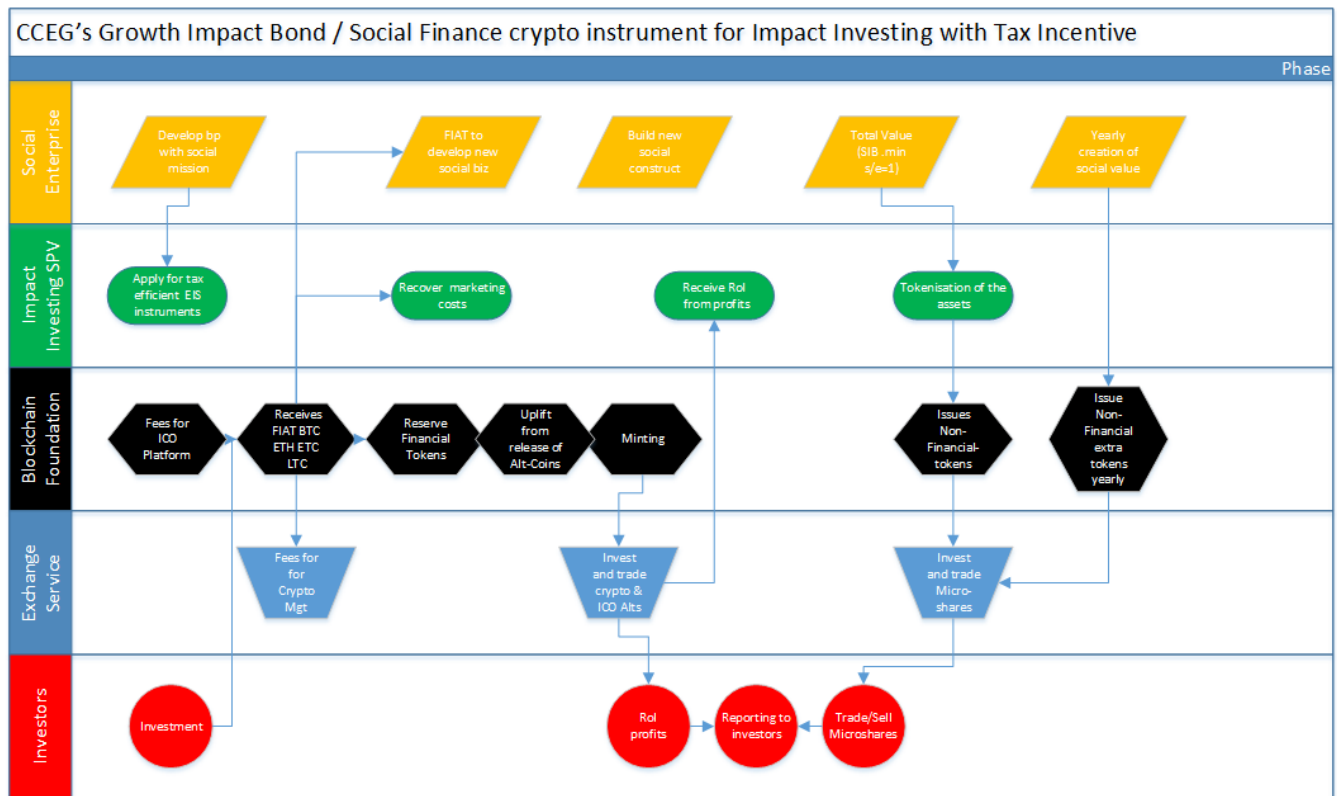 CCEG's Growth Impact Bond / Social Finance crypto instrument for Impact Investing with Tax Incentive
Phase
Social
Enterprise
Develop bp
with social
mission
FIAT to
develop new
social biz
Build new
social
construct
Total Value
(SIB .min
s/e=1)
Yearly
creation of
social value
Impact
Investing SPV
Apply for tax
efficient EIS
instruments
Recover marketing
costs
Receive RoI
from profits
Tokenisation of the
assets
Blockchain
Foundation
Fees for
ICO
Platform
Receives
FIAT BTC
ETH ETC
LTC
Reserve
Financial
Tokens
Uplift
from
release of
Alt-Coins
Minting
Issues
Non-
Financial-
tokens
Issue
Non-
Financial
extra
tokens
yearly
Exchange
Service
Fees for
for
Crypto
Mgt
Invest
and trade
crypto &
ICO Alts
Invest
and trade
Micro-
shares
Investors
Investment
RoI
profits
Reporting to
investors
Trade/Sell
Microshares